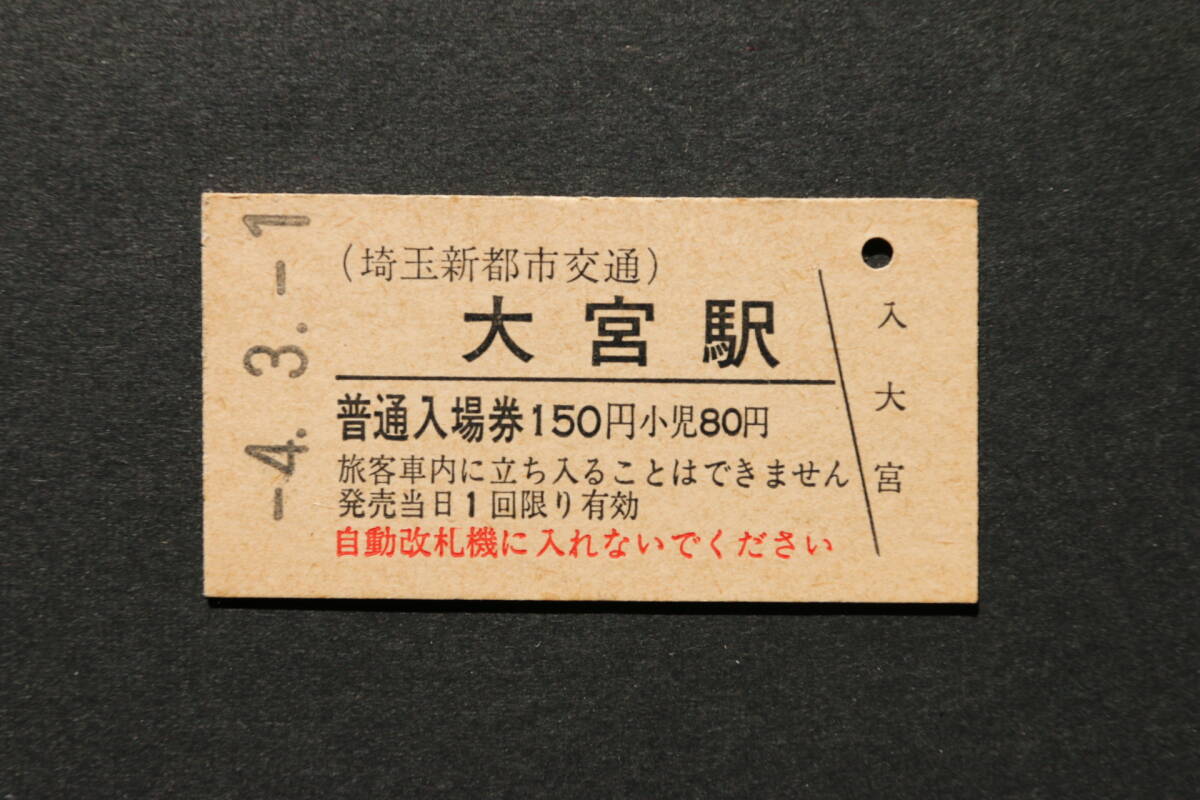 -4.3.-1
（埼玉新都市交通）
大宮駅
普通入場券150円小児80円
旅客車内に立ち入ることはできません
発売当日1回限り有効
自動改札機に入れないでください
入大宮